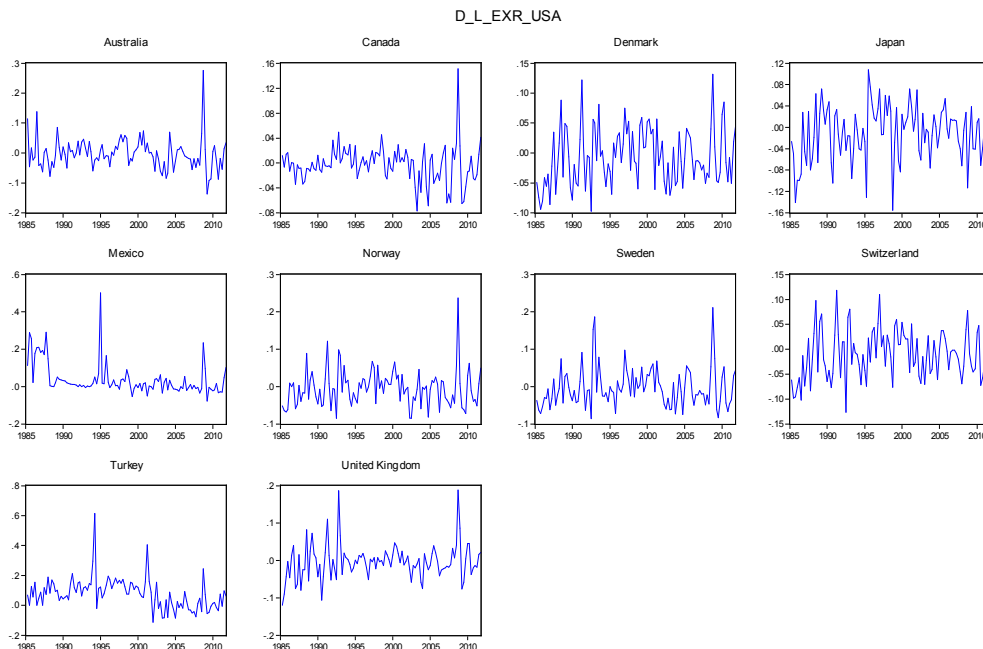 D_L_EXR_USA
Australia
.3
.2
.1
.0
-.1
-.2
1985 1990 1995 2000 2005 2010
Canada
.16
.12
.08
.04
.00
-.04
-.08
1985 1990 1995 2000 2005 2010
Denmark
.15
.10
.05
.00
-.05
-.10
1985 1990 1995 2000 2005 2010
Japan
.12
.08
.04
.00
-.04
-.08
-.12
-.16
1985 1990 1995 2000 2005 2010
Mexico
.6
.4
.2
.0
-.2
1985 1990 1995 2000 2005 2010
Norway
.3
.2
.1
.0
-.1
1985 1990 1995 2000 2005 2010
Sweden
.3
.2
.1
.0
-.1
1985 1990 1995 2000 2005 2010
Switzerland
.15
.10
.05
.00
-.05
-.10
-.15
1985 1990 1995 2000 2005 2010
Turkey
.8
.6
.4
.2
.0
-.2
1985 1990 1995 2000 2005 2010
United Kingdom
.2
.1
.0
-.1
-.2
1985 1990 1995 2000 2005 2010